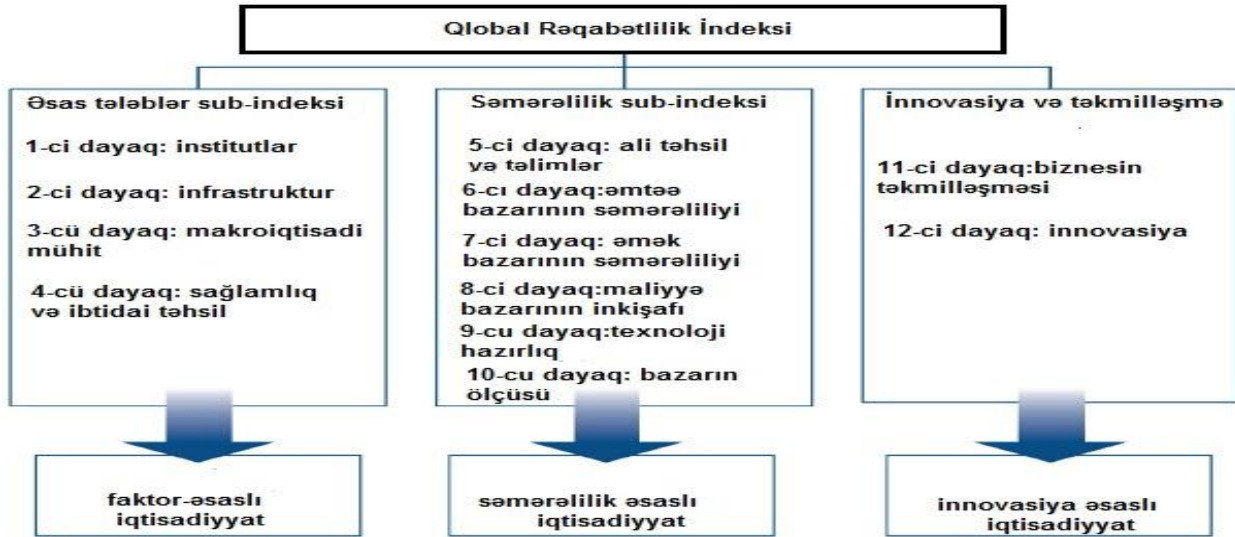 Qlobal Rəqabətlilik İndeksi
Əsas tələblər sub-indeksi
1-ci dayaq: institutlar
2-ci dayaq: infrastruktur
3-cü dayaq: makroiqtisadi
mühit
4-cü dayaq: sağlamlıq
və ibtidai təhsil
faktor-əsaslı
iqtisadiyyat
Səmərəlilik sub-indeksi
5-ci dayaq: ali təhsil
və təlimlər
6-cı dayaq:əmtəə
bazarının səmərəliliyi
7-ci dayaq: əmək
bazarının səmərəliliyi
8-ci dayaq:maliyyə
bazarının inkişafı
9-cu dayaq:texnoloji
hazırlıq
10-cu dayaq: bazarın
ölçüsü
səmərəlilik əsaslı
iqtisadiyyat
İnnovasiya və təkmilləşmə
11-ci dayaq:biznesin
təkmilləşməsi
12-ci dayaq: innovasiya
innovasiya əsaslı
iqtisadiyyat